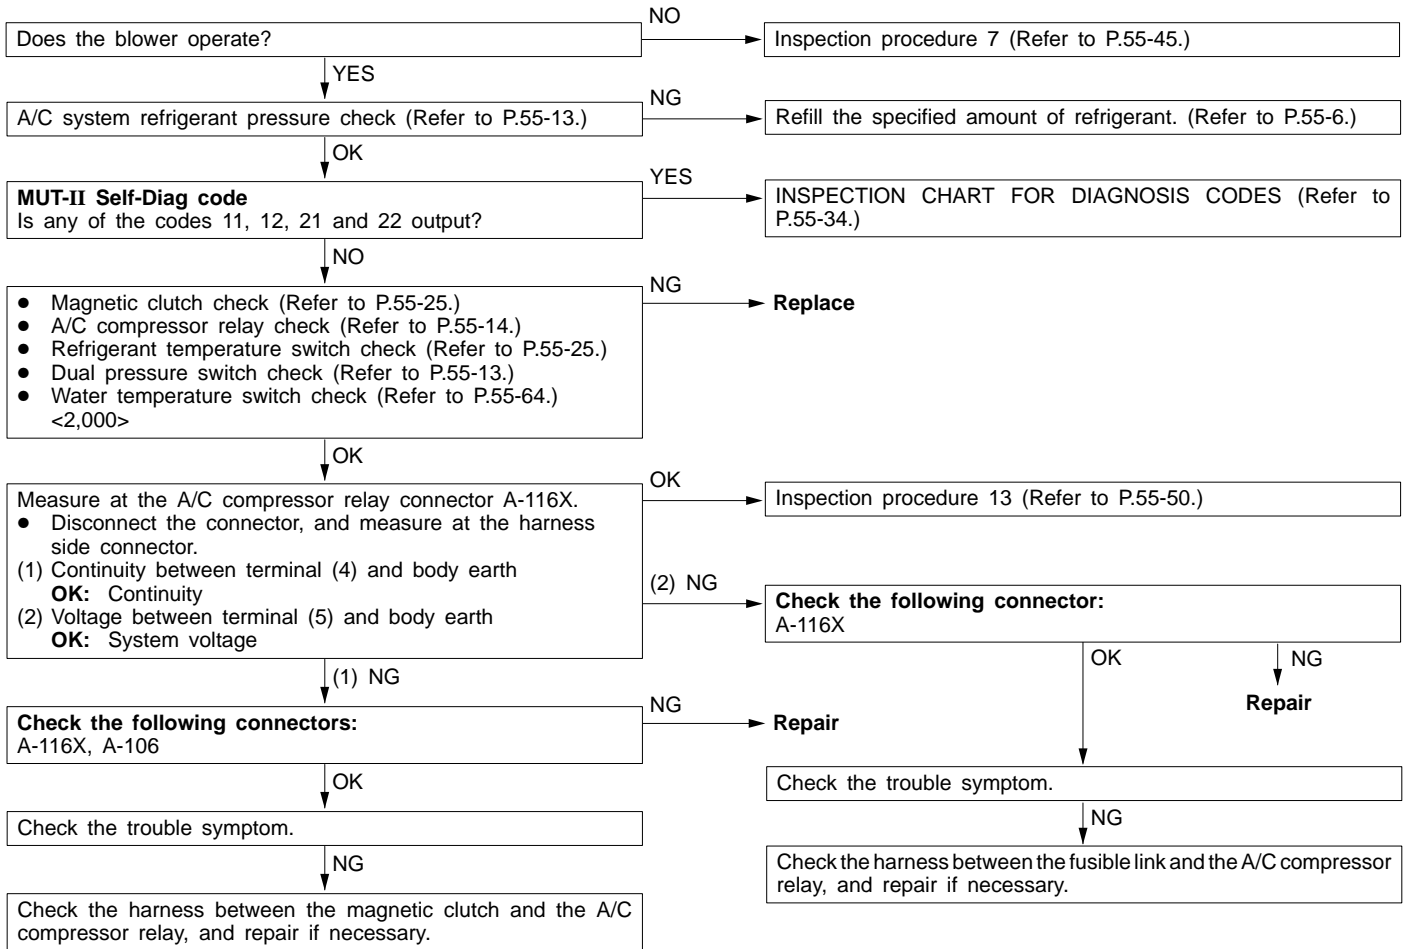 NO
Does the blower operate?
Inspection procedure 7 (Refer to P.55-45.)
YES
NG
A/C system refrigerant pressure check (Refer to P.55-13.)
Refill the specified amount of refrigerant. (Refer to P.55-6.)
OK
YES
MUT-II Self-Diag code
Is any of the codes 11, 12, 21 and 22 output?
INSPECTION CHART FOR DIAGNOSIS CODES (Refer to
P.55-34.)
NO
NG
● Magnetic clutch check (Refer to P.55-25.)
● A/C compressor relay check (Refer to P.55-14.)
● Refrigerant temperature switch check (Refer to P.55-25.)
● Dual pressure switch check (Refer to P.55-13.)
● Water temperature switch check (Refer to P.55-64.)
<2,000>
Replace
OK
OK
Measure at the A/C compressor relay connector A-116X.
● Disconnect the connector, and measure at the harness
side connector.
(1) Continuity between terminal (4) and body earth
OK: Continuity
(2) Voltage between terminal (5) and body earth
OK: System voltage
Inspection procedure 13 (Refer to P.55-50.)
(2) NG
Check the following connector:
A-116X
OK
NG
Repair
(1) NG
NG
Check the following connectors:
A-116X, A-106
Repair
OK
Check the trouble symptom.
Check the trouble symptom.
NG
NG
Check the harness between the fusible link and the A/C compressor
relay, and repair if necessary.
Check the harness between the magnetic clutch and the A/C
compressor relay, and repair if necessary.